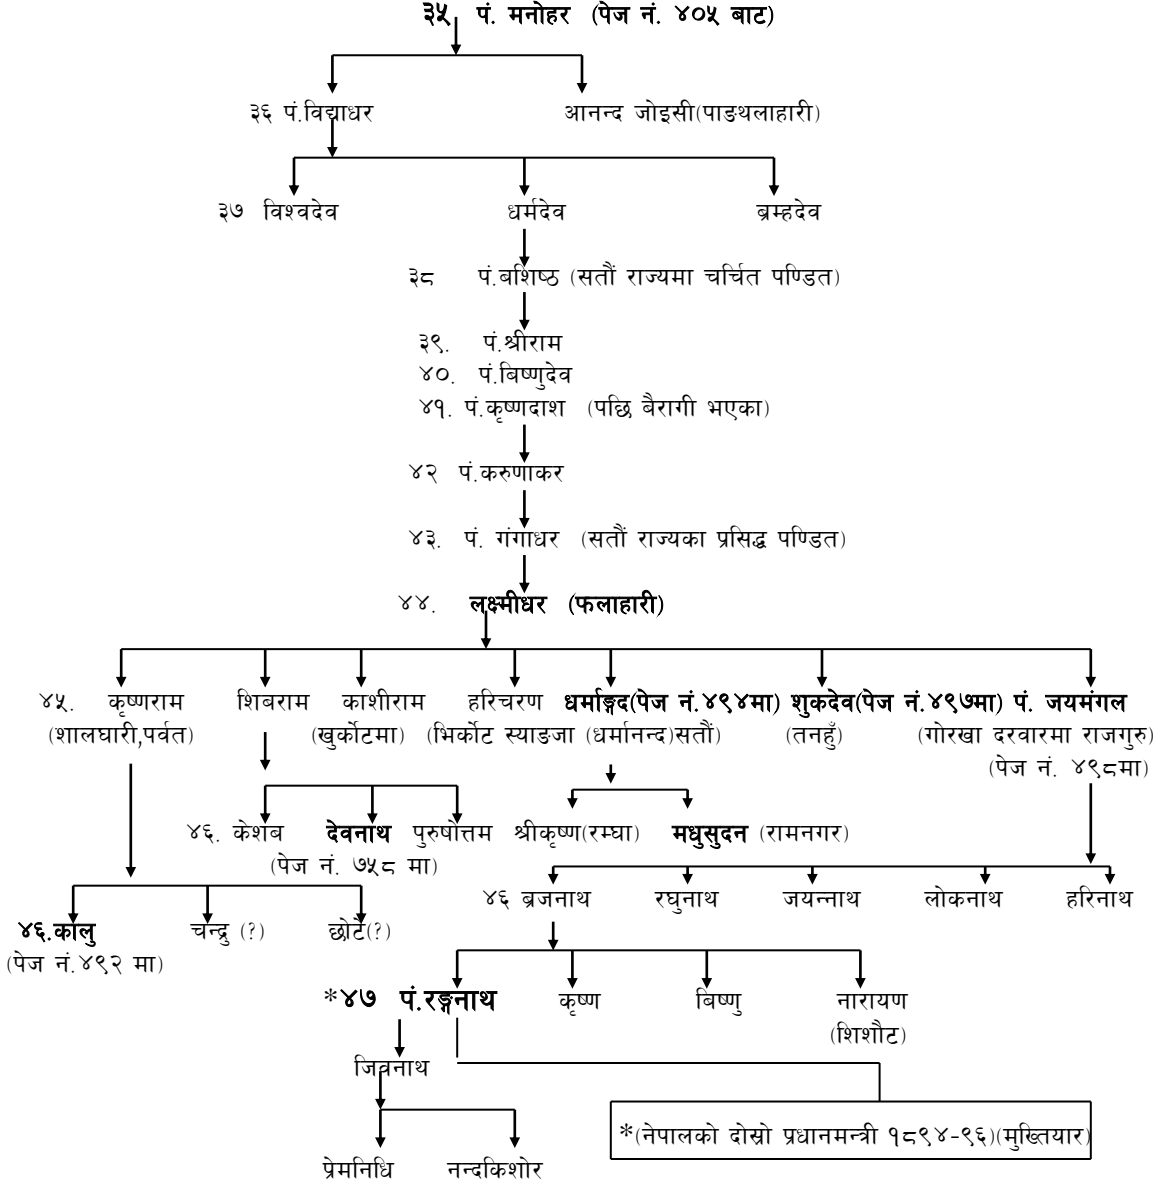 ३५ पं. मनोहर (पेज नं. ४०५ बाट)
३६ पं.विद्याधर आनन्द जोइसी(पाङथलाहारी)
३७ विश्वदेव धर्मदेव ब्रम्हदेव
३८ पं.बशिष्ठ (सतौं राज्यमा चर्चित पण्डित)
३९. पं.श्रीराम
४०. पं.बिष्णुदेव
४१. पं.कृष्णदाश (पछि बैरागी भएका)
४२ पं.करुणाकर
४३. पं. गंगाधर (सतौं राज्यका प्रसिद्ध पण्डित)
४४. लक्ष्मीधर (फलाहारी)
४५. कृष्णराम शिबराम काशीराम हरिचरण धर्माङ्गद(पेज नं.४९४मा) शुकदेव(पेज नं.४९७मा) पं. जयमंगल
(शालघारी,पर्वत) (खुर्कोटमा) (भिर्कोट स्याङजा (धर्मानन्द)सतौं) (तनहुँ) (गोरखा दरवारमा राजगुरु)
(पेज नं. ४९८मा)
४६. केशब देवनाथ पुरुषोत्तम श्रीकृष्ण(रम्घा) मधुसुदन (रामनगर)
(पेज नं. ७५८ मा)
४६ ब्रजनाथ रघुनाथ जयन्नाथ लोकनाथ हरिनाथ
४६.कालु चन्द्रु (?) छोटे(?)
(पेज नं.४९२ मा)
*४७ पं.रङ्गनाथ कृष्ण बिष्णु नारायण
(शिशौट)
जिवनाथ
*(नेपालको दोस्रो प्रधानमन्त्री १८९४-९६)(मुख्तियार)
प्रेमनिधि नन्दकिशोर